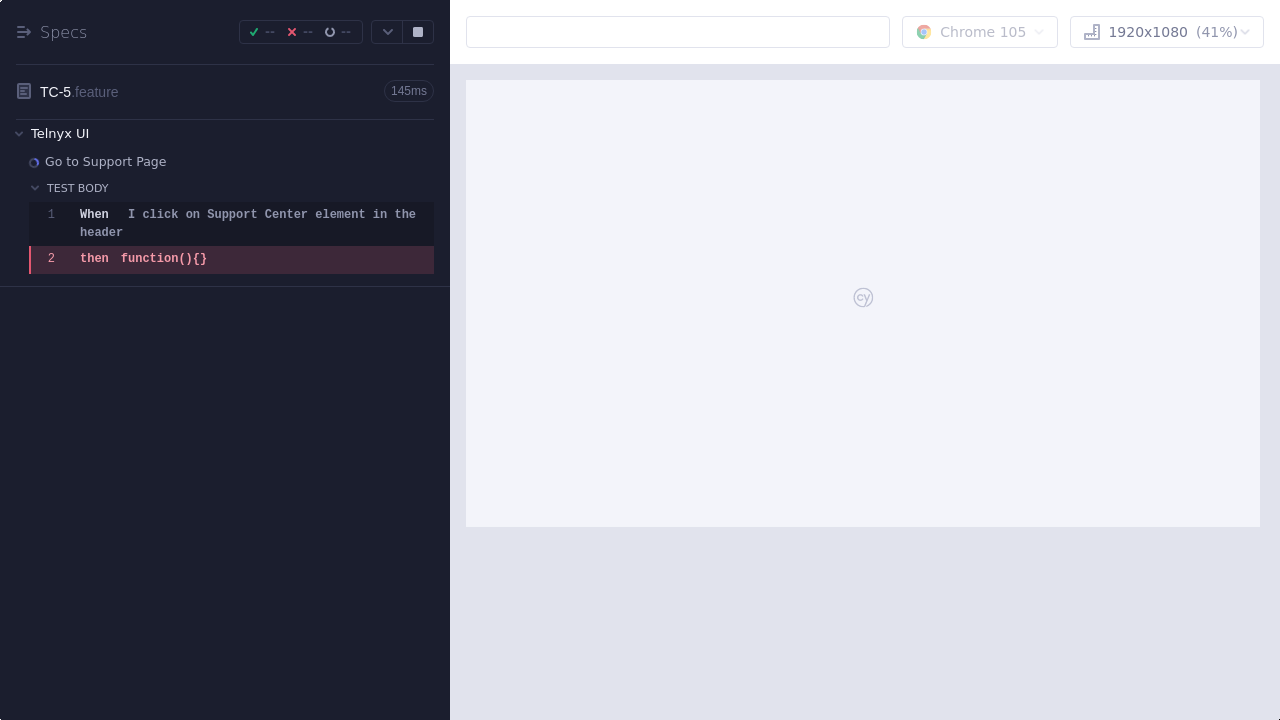 Specs
--
--
--
Chrome 105
1920x1080 (41%)
TC-5.feature
145ms
Telnyx UI
Go to Support Page
TEST BODY
1 When I click on Support Center element in the
header
2 then function(){}
cy